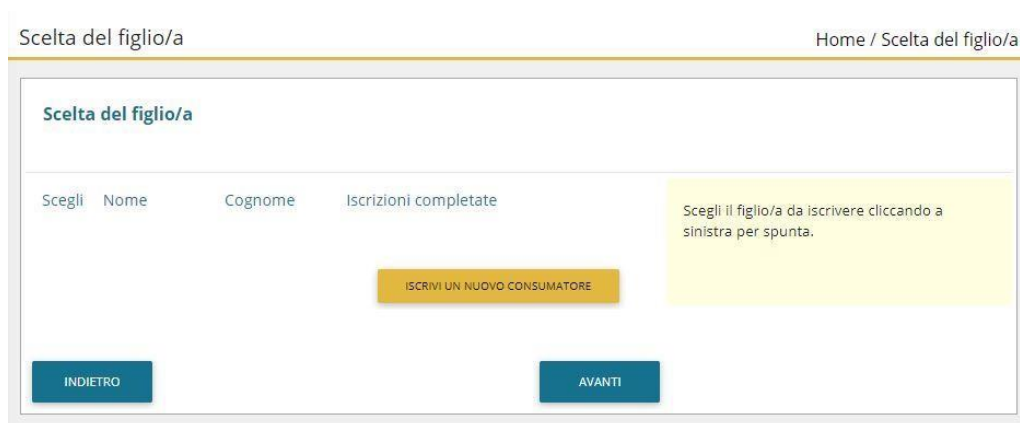 Scelta del figlio/a
Home / Scelta del figlio/a
Scelta del figlio/a
Scegli Nome Cognome Iscrizioni completate
Scegli il figlio/a da iscrivere cliccando a
sinistra per spunta.
ISCRIVI UN NUOVO CONSUMATORE
INDIETRO
AVANTI